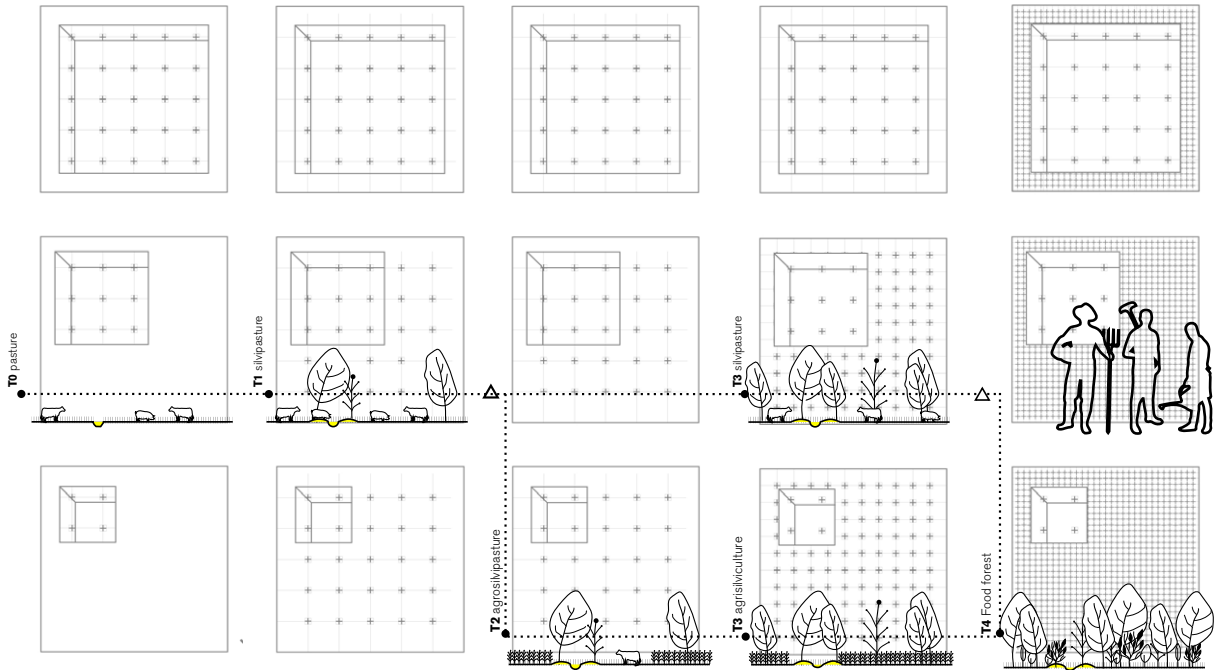 T0 pasture
T1 silvipasture
T3 silvipasture
T2 agrosilvipasture
T3 agrisilviculture
T4 Food forest